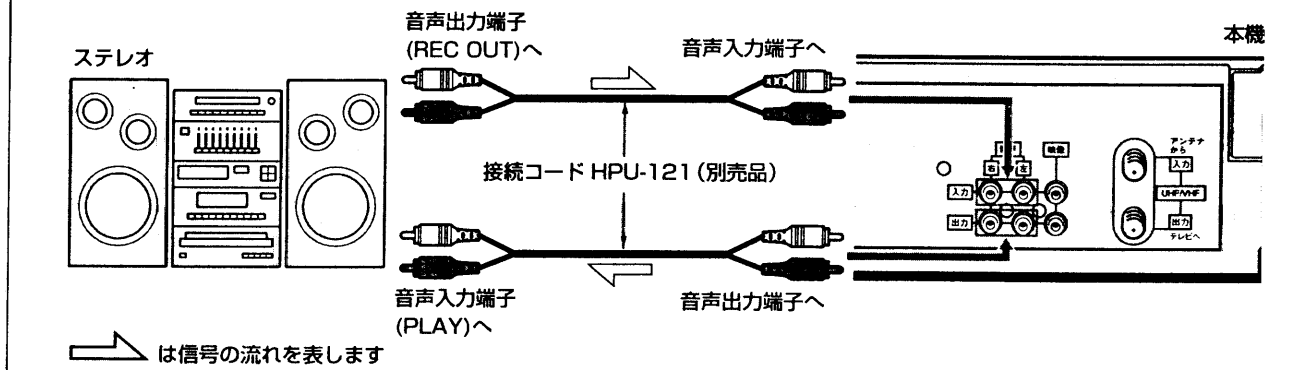 音声出力端子
(REC OUT)へ
音声入力端子へ
本機
ステレオ
接続コード HPU-121 (別売品)
映像
右
左
入力
出力
アンテナ
から
入力
UHF/VHF
出力
テレビへ
音声入力端子
(PLAY)へ
音声出力端子へ
は信号の流れを表します